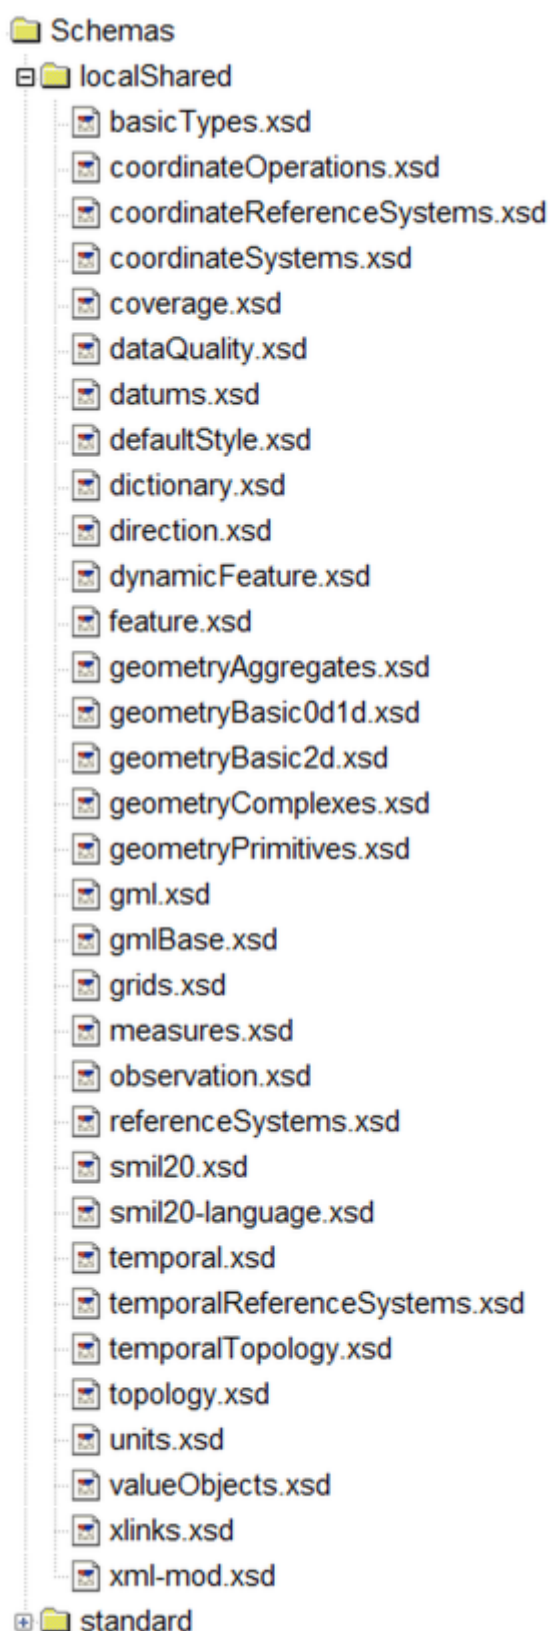 Schemas
localShared
basicTypes.xsd
coordinateOperations.xsd
coordinateReferenceSystems.xsd
coordinateSystems.xsd
coverage.xsd
dataQuality.xsd
datums.xsd
defaultStyle.xsd
dictionary.xsd
direction.xsd
dynamicFeature.xsd
feature.xsd
geometryAggregates.xsd
geometryBasic0d1d.xsd
geometryBasic2d.xsd
geometryComplexes.xsd
geometryPrimitives.xsd
gml.xsd
gmlBase.xsd
grids.xsd
measures.xsd
observation.xsd
referenceSystems.xsd
smil20.xsd
smil20-language.xsd
temporal.xsd
temporalReferenceSystems.xsd
temporalTopology.xsd
topology.xsd
units.xsd
valueObjects.xsd
xlinks.xsd
xml-mod.xsd
standard